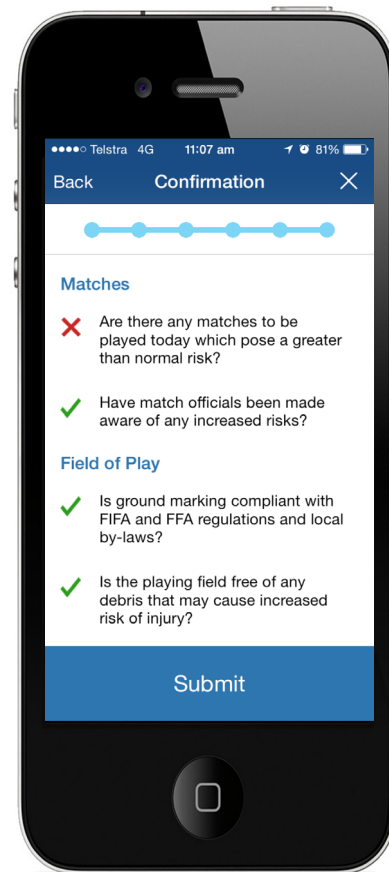 Telstra 4G 11:07 am 81%
Back Confirmation
Matches
Are there any matches to be
played today which pose a greater
than normal risk?
Have match officials been made
aware of any increased risks?
Field of Play
Is ground marking compliant with
FIFA and FFA regulations and local
by-laws?
Is the playing field free of any
debris that may cause increased
risk of injury?
Submit